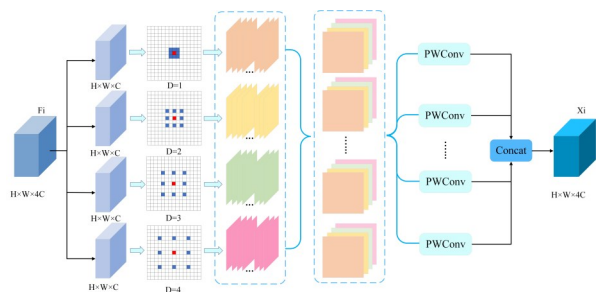 Fi
H×W×4C
H×W×C
D=1
H×W×C
D=2
H×W×C
D=3
H×W×C
D=4
...
...
...
...
......
PWConv
PWConv
......
PWConv
PWConv
Concat
Xi
H×W×4C